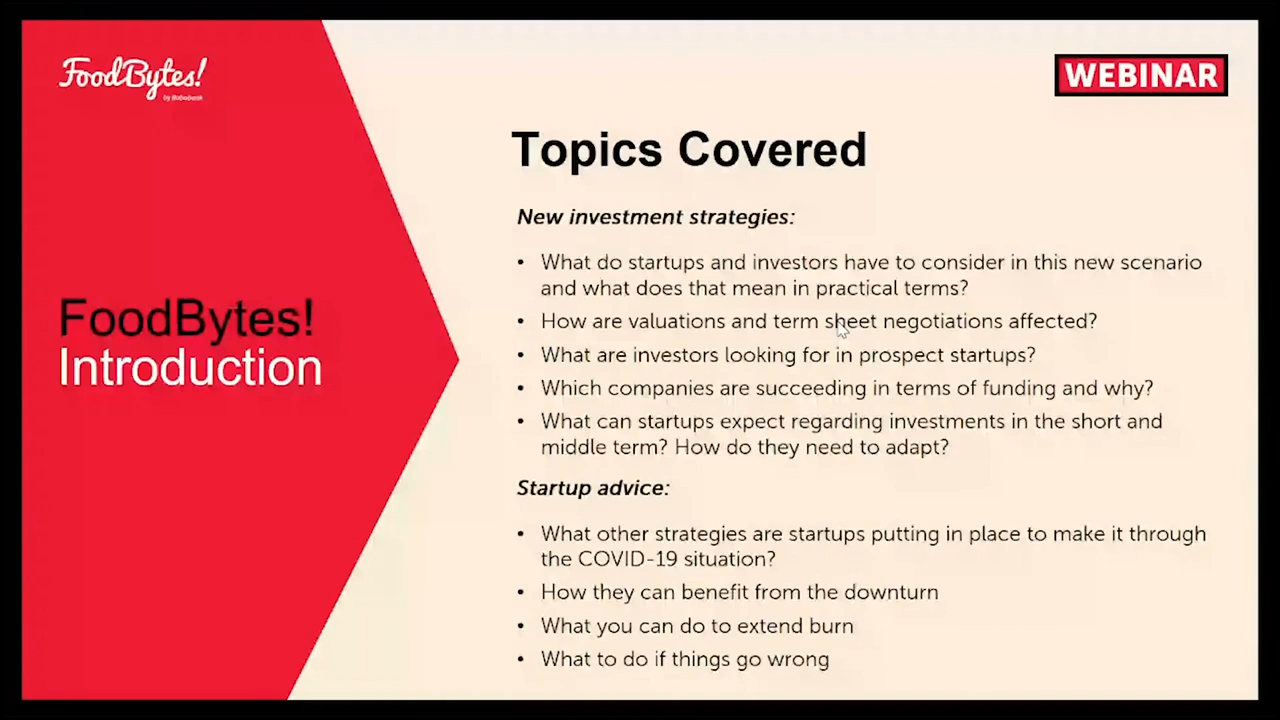 FoodBytes!
by Rabobank
WEBINAR
Topics Covered
New investment strategies:
• What do startups and investors have to consider in this new scenario
and what does that mean in practical terms?
• How are valuations and term sheet negotiations affected?
• What are investors looking for in prospect startups?
• Which companies are succeeding in terms of funding and why?
• What can startups expect regarding investments in the short and
middle term? How do they need to adapt?
Startup advice:
• What other strategies are startups putting in place to make it through
the COVID-19 situation?
• How they can benefit from the downturn
• What you can do to extend burn
• What to do if things go wrong
FoodBytes!
Introduction